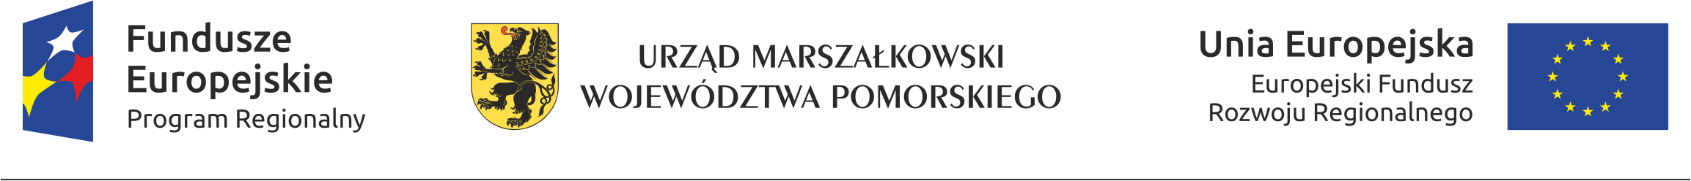 Fundusze
Europejskie
Program Regionalny
URZĄD MARSZAŁKOWSKI
WOJEWÓDZTWA POMORSKIEGO
Unia Europejska
Europejski Fundusz
Rozwoju Regionalnego